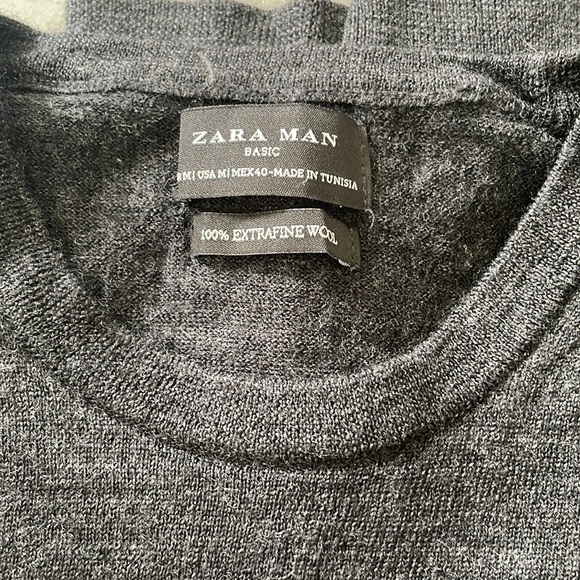 ZARA MAN
BASIC
M | USA M | MEX40-MADE IN TUNISIA
100% EXTRAFINE WOOL